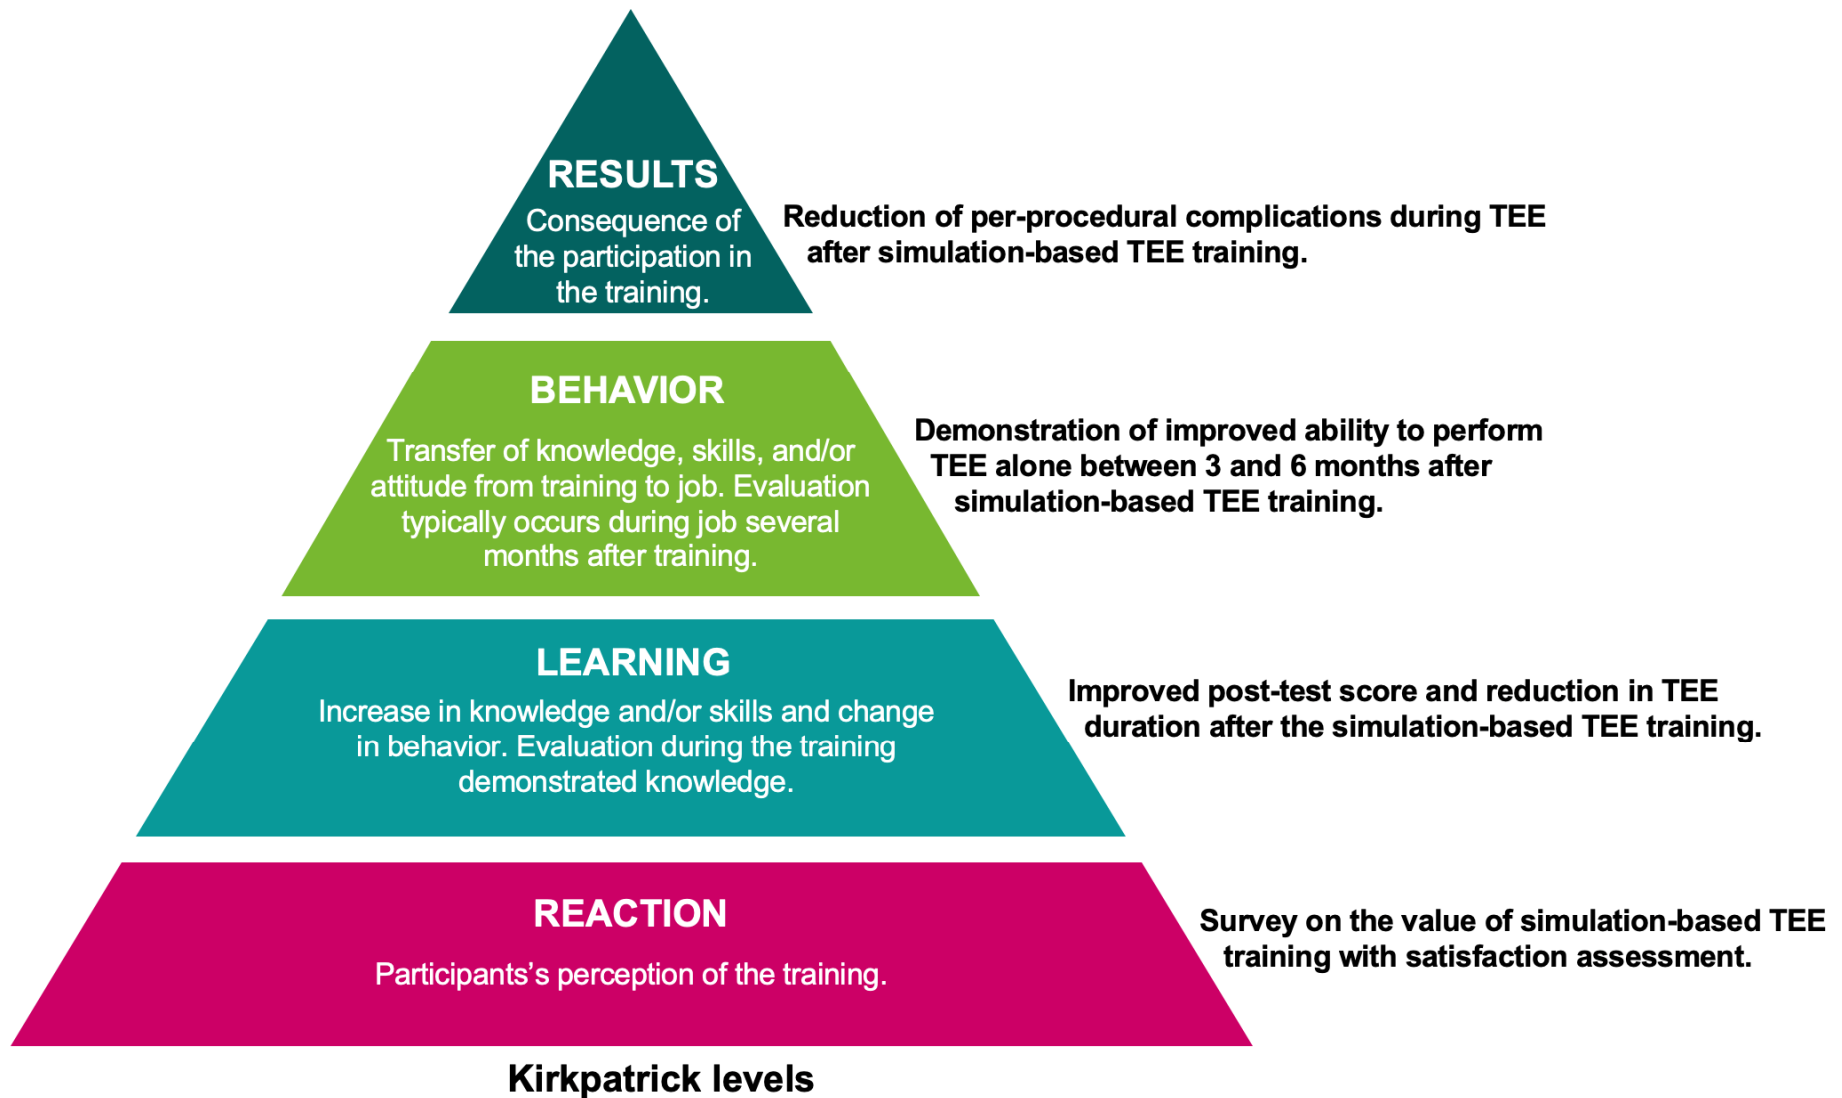 RESULTS
Consequence of
the participation in
the training.
Reduction of per-procedural complications during TEE
after simulation-based TEE training.
BEHAVIOR
Transfer of knowledge, skills, and/or
attitude from training to job. Evaluation
typically occurs during job several
months after training.
Demonstration of improved ability to perform
TEE alone between 3 and 6 months after
simulation-based TEE training.
LEARNING
Increase in knowledge and/or skills and change
in behavior. Evaluation during the training
demonstrated knowledge.
Improved post-test score and reduction in TEE
duration after the simulation-based TEE training.
REACTION
Participants’s perception of the training.
Survey on the value of simulation-based TEE
training with satisfaction assessment.
Kirkpatrick levels